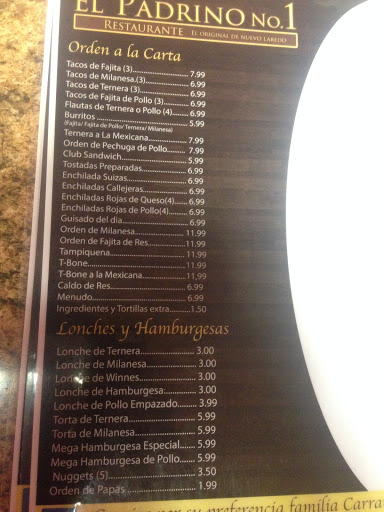 EL PADRINO NO.1
RESTAURANTE EL ORIGINAL DE NUEVO LAREDO
Orden a la Carta
Tacos de Fajita (3)..................... 7.99
Tacos de Milanesa.(3)................. 6.99
Tacos de Ternera (3)................... 6.99
Tacos de Fajita de Pollo (3)......... 6.99
Flautas de Ternera o Pollo (4)..... 6.99
Burritos .................................... 5.99
(Fajita/ Fajita de Pollo/ Ternera/ Milanesa)
Ternera a La Mexicana............... 7.99
Orden de Pechuga de Pollo........ 7.99
Club Sandwich........................... 5.99
Tostadas Preparadas................. 6.99
Enchilada Suizas........................ 6.99
Enchiladas Callejeras................. 6.99
Enchiladas Rojas de Queso(4)...... 6.99
Enchiladas Rojas de Pollo(4)....... 6.99
Guisado del dia.......................... 6.99
Orden de Milanesa.................... 11.99
Orden de Fajita de Res............... 11.99
Tampiquena.............................. 11.99
T-Bone...................................... 11.99
T-Bone a la Mexicana................. 11,99
Caldo de Res............................. 6.99
Menudo.................................... 6.99
Ingredientes y Tortillas extra.........1.50
Lonches y Hamburgesas
Lonche de Ternera........................ 3.00
Lonche de Milanesa...................... 3.00
Lonche de Winnes........................ 3.00
Lonche de Hamburgesa:............... 3.00
Lonche de Pollo Empazado......... 3.99
Torta de Ternera......................... 5.99
Torta de Milanesa....................... 5.99
Mega Hamburgesa Especial....... 5.99
Mega Hamburgesa de Pollo....... 5.99
Nuggets (5)................................ 3.50
Orden de Papas ......................... 1.99
su preferencia familia Carra